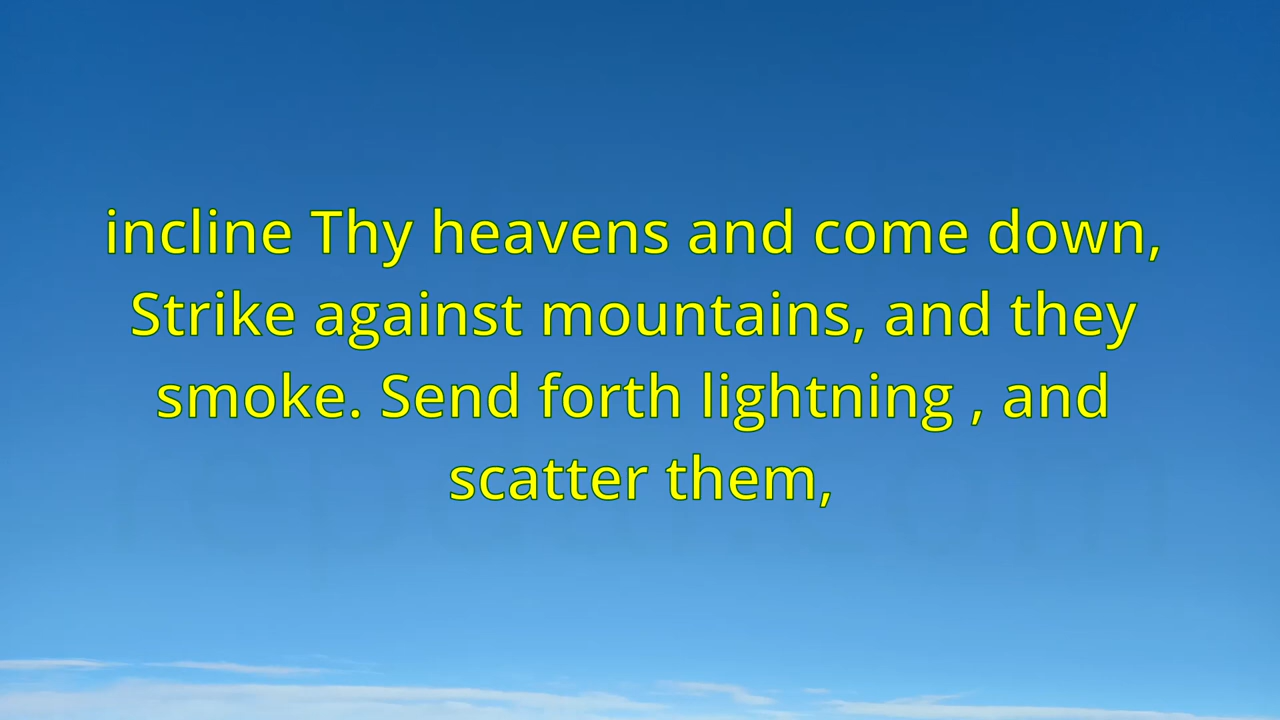 incline Thy heavens and come down,
Strike against mountains, and they
smoke. Send forth lightning , and
scatter them,